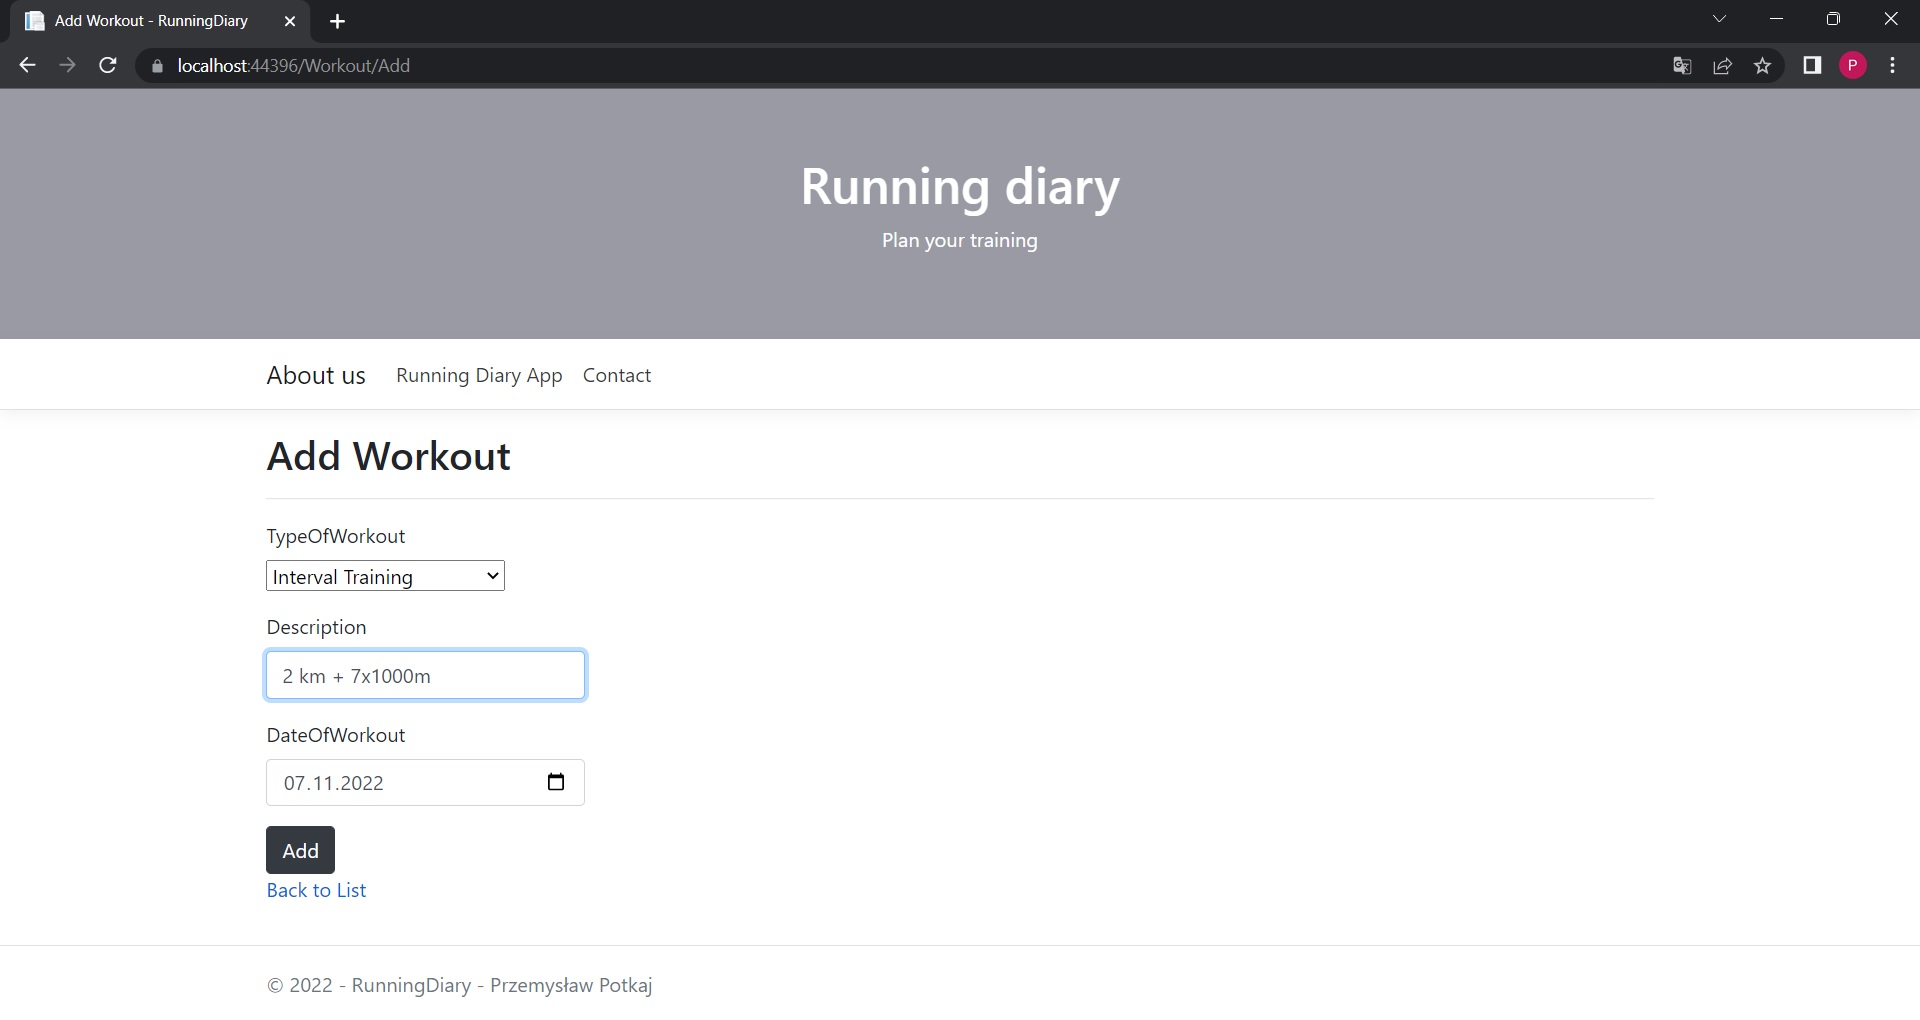 Add Workout - RunningDiary
localhost:44396/Workout/Add
P
Running diary
Plan your training
About us Running Diary App Contact
Add Workout
TypeOfWorkout
Interval Training
Description
2 km + 7x1000m
DateOfWorkout
07.11.2022
Add
Back to List
© 2022 - RunningDiary - Przemysław Potkaj